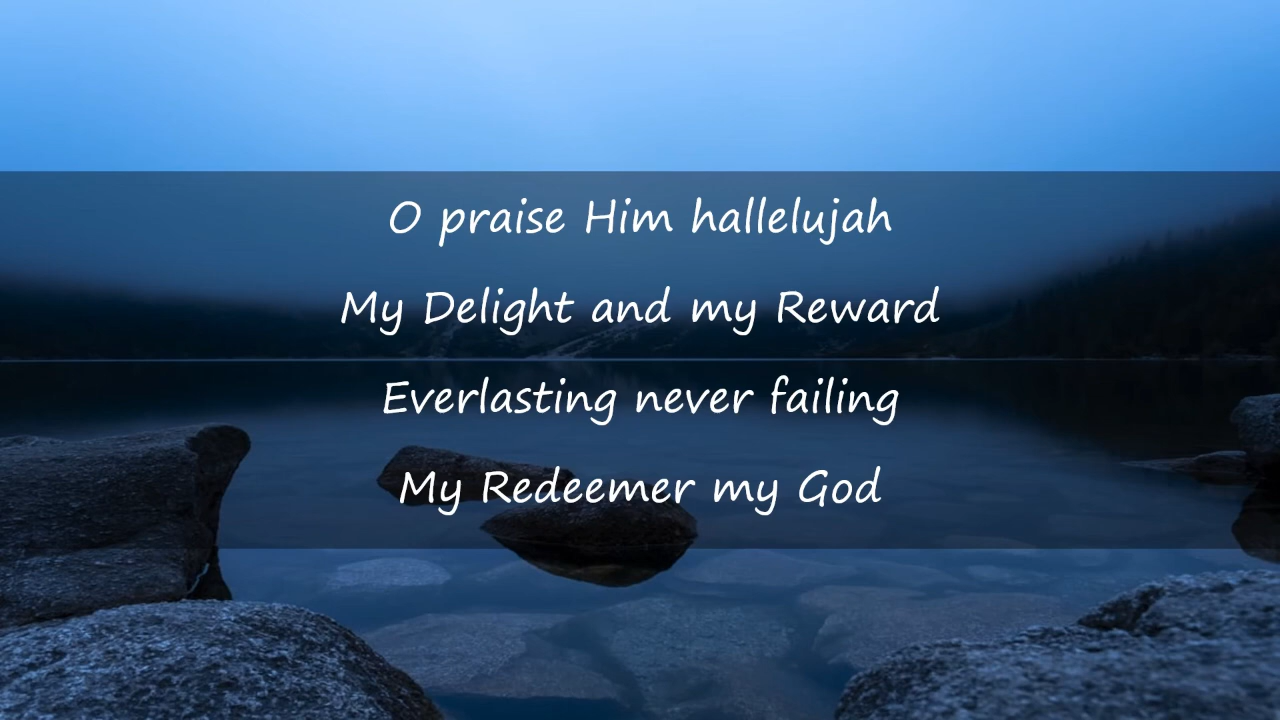 O praise Him hallelujah
My Delight and my Reward
Everlasting never failing
My Redeemer my God